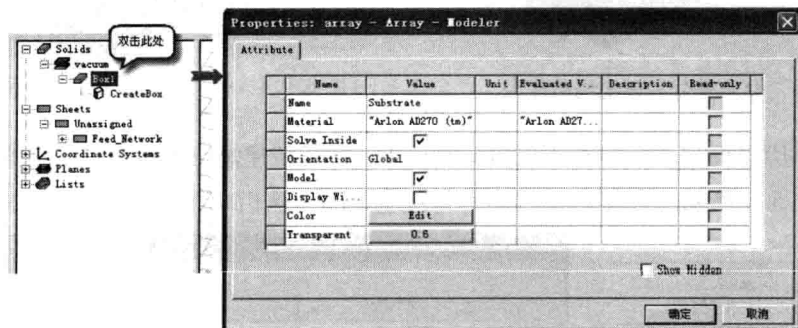 双击此处
Solids
vacuum
Box1
CreateBox
Sheets
Unassigned
Feed_Network
Coordinate Systems
Planes
Lists
Properties: array - Array - Modeler
Attribute
Name Value Unit Evaluated V... Description Read-only
Name Substrate
Material "Arlon AD270 (tm)" "Arlon AD27...
Solve Inside
Orientation Global
Model
Display Wi...
Color Edit
Transparent 0.6
Show Hidden
确定 取消